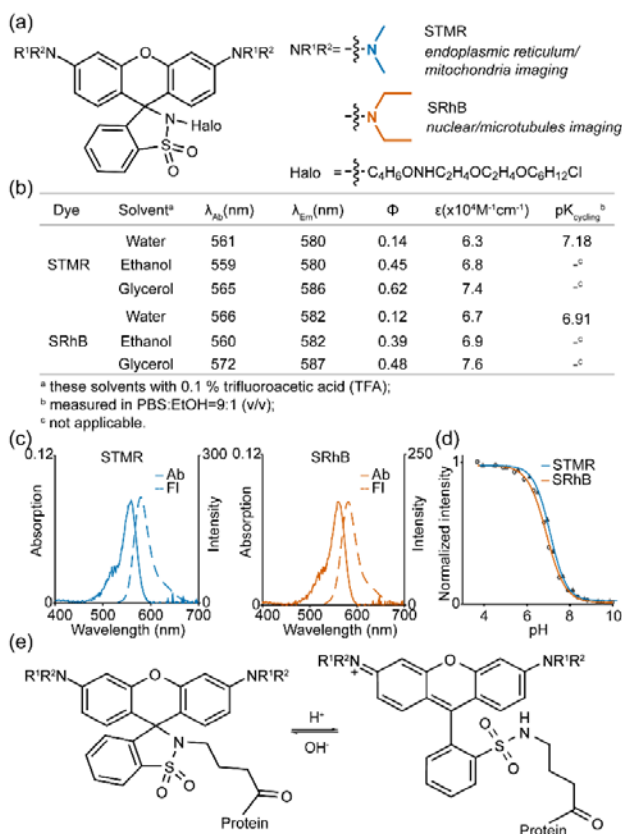 (a)
R¹R²N O NR¹R²
N-Halo
S=O
O
NR¹R²=
N
STMR
endoplasmic reticulum/
mitochondria imaging
N
SRhB
nuclear/microtubules imaging
Halo = C₄H₆ONHC₂H₄OC₂H₄OC₆H₁₂Cl
(b)
Dye Solventᵃ λAb(nm) λEm(nm) Φ ε(x10⁴M⁻¹cm⁻¹) pKcyclingᵇ
Water 561 580 0.14 6.3 7.18
STMR Ethanol 559 580 0.45 6.8 -ᶜ
Glycerol 565 586 0.62 7.4 -ᶜ
Water 566 582 0.12 6.7 6.91
SRhB Ethanol 560 582 0.39 6.9 -ᶜ
Glycerol 572 587 0.48 7.6 -ᶜ
ᵃ these solvents with 0.1 % trifluoroacetic acid (TFA);
ᵇ measured in PBS:EtOH=9:1 (v/v);
ᶜ not applicable.
(c)
0.12 STMR 300
Ab
Fl
Absorption
Intensity
0
400 500 600 700
Wavelength (nm)
0.12 SRhB 250
Ab
Fl
Absorption
Intensity
0
400 500 600 700
Wavelength (nm)
(d)
1
STMR
SRhB
Normalized intensity
0
4 6 8 10
pH
(e)
R¹R²N O NR¹R²
N
S=O
O
O
Protein
H⁺
OH⁻
R¹R²N O NR¹R²
+
O H
S-N
O
O
Protein